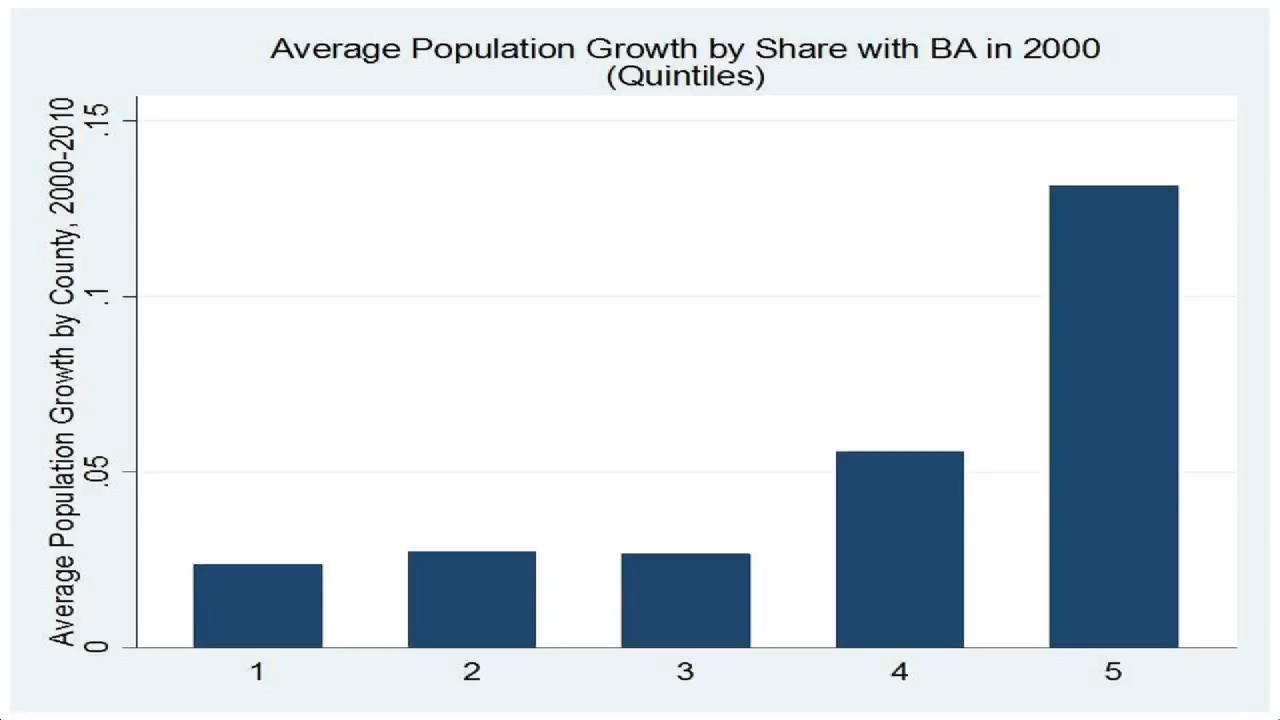 Average Population Growth by Share with BA in 2000
(Quintiles)
Average Population Growth by County, 2000-2010
.15
.1
.05
0
1 2 3 4 5